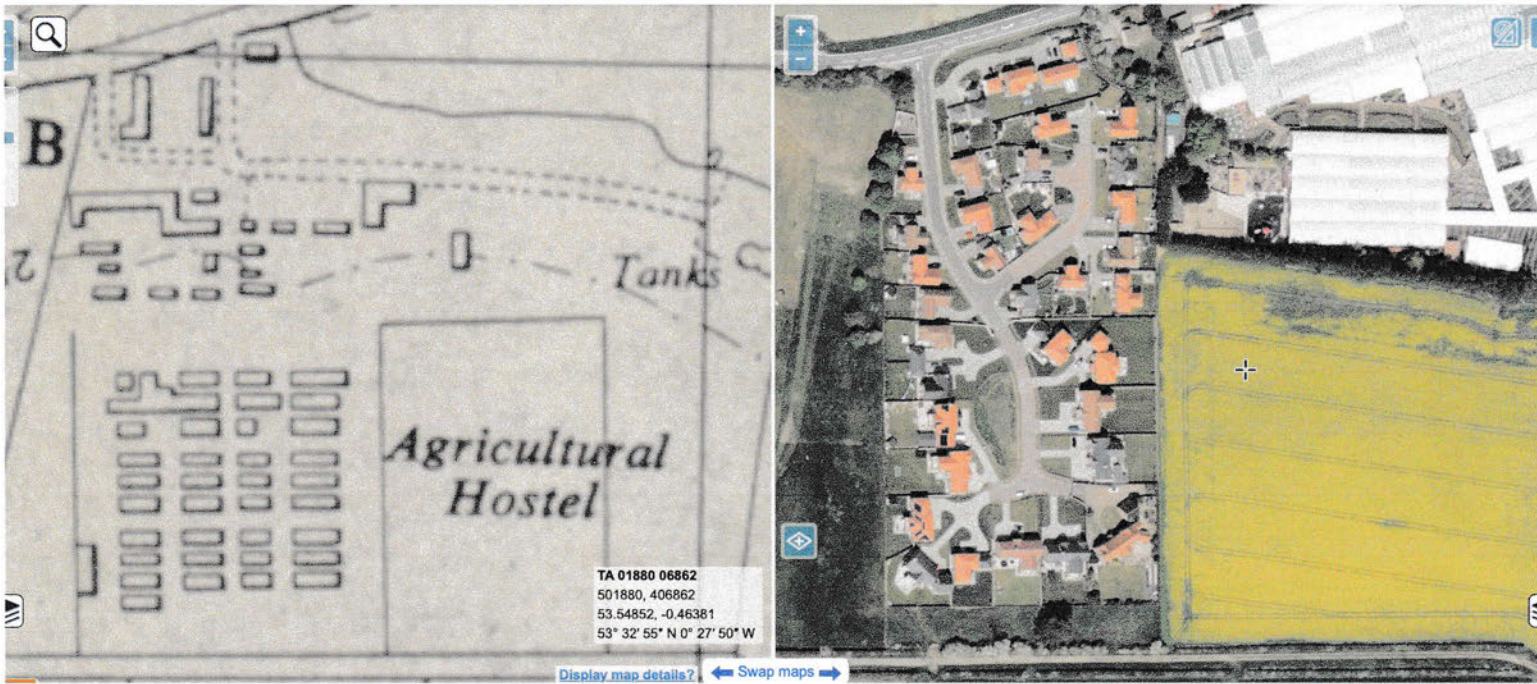 B
Tanks
Agricultural
Hostel
TA 01880 06862
501880, 406862
53.54852, -0.46381
53° 32′ 55″ N 0° 27′ 50″ W
Display map details?
Swap maps